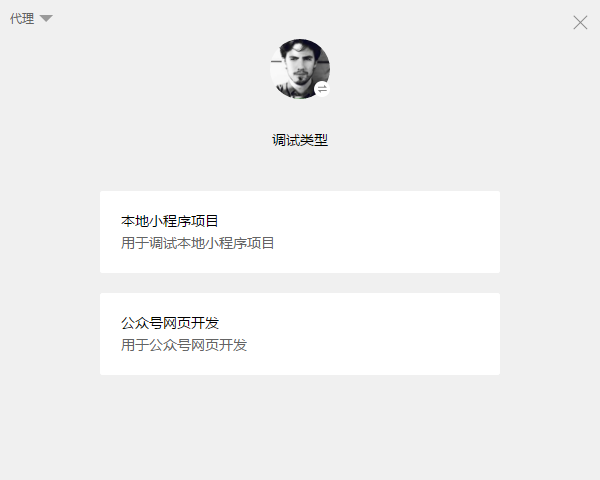 代理
调试类型
本地小程序项目
用于调试本地小程序项目
公众号网页开发
用于公众号网页开发